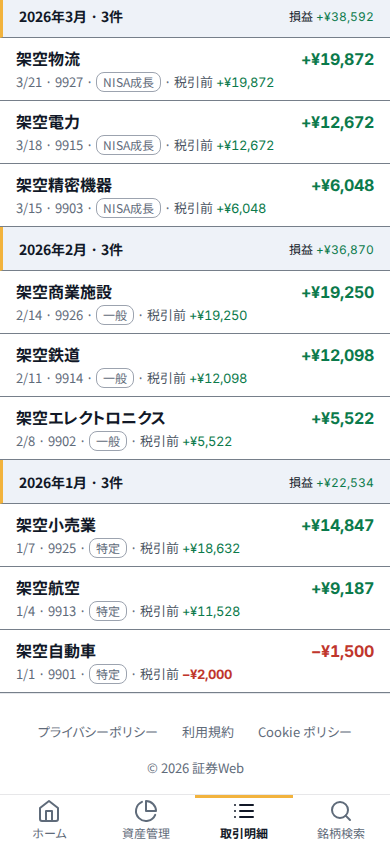 2026年3月・3件 損益 +¥38,592
架空物流 +¥19,872
3/21 · 9927 · NISA成長 · 税引前 +¥19,872
架空電力 +¥12,672
3/18 · 9915 · NISA成長 · 税引前 +¥12,672
架空精密機器 +¥6,048
3/15 · 9903 · NISA成長 · 税引前 +¥6,048
2026年2月・3件 損益 +¥36,870
架空商業施設 +¥19,250
2/14 · 9926 · 一般 · 税引前 +¥19,250
架空鉄道 +¥12,098
2/11 · 9914 · 一般 · 税引前 +¥12,098
架空エレクトロニクス +¥5,522
2/8 · 9902 · 一般 · 税引前 +¥5,522
2026年1月・3件 損益 +¥22,534
架空小売業 +¥14,847
1/7 · 9925 · 特定 · 税引前 +¥18,632
架空航空 +¥9,187
1/4 · 9913 · 特定 · 税引前 +¥11,528
架空自動車 −¥1,500
1/1 · 9901 · 特定 · 税引前 −¥2,000
プライバシーポリシー 利用規約 Cookie ポリシー
© 2026 証券Web
ホーム 資産管理 取引明細 銘柄検索